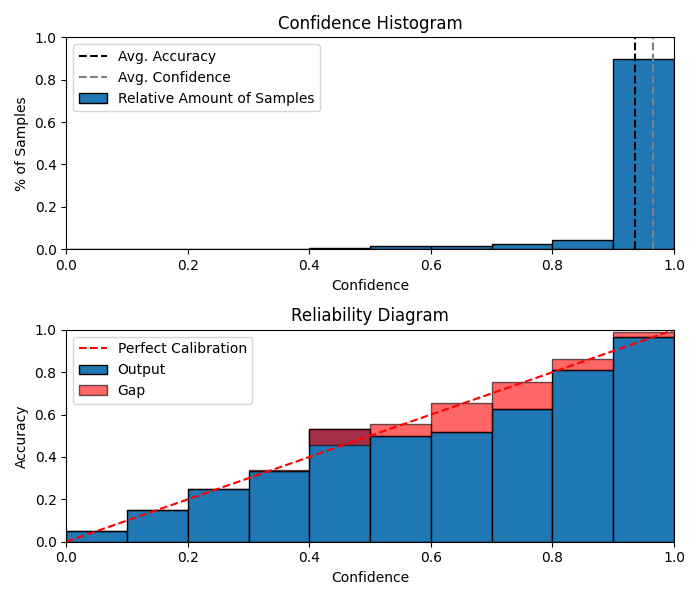 Confidence Histogram
1.0
0.8
0.6
0.4
0.2
0.0
% of Samples
Avg. Accuracy
Avg. Confidence
Relative Amount of Samples
0.0 0.2 0.4 0.6 0.8 1.0
Confidence
Reliability Diagram
1.0
0.8
0.6
0.4
0.2
0.0
Accuracy
Perfect Calibration
Output
Gap
0.0 0.2 0.4 0.6 0.8 1.0
Confidence